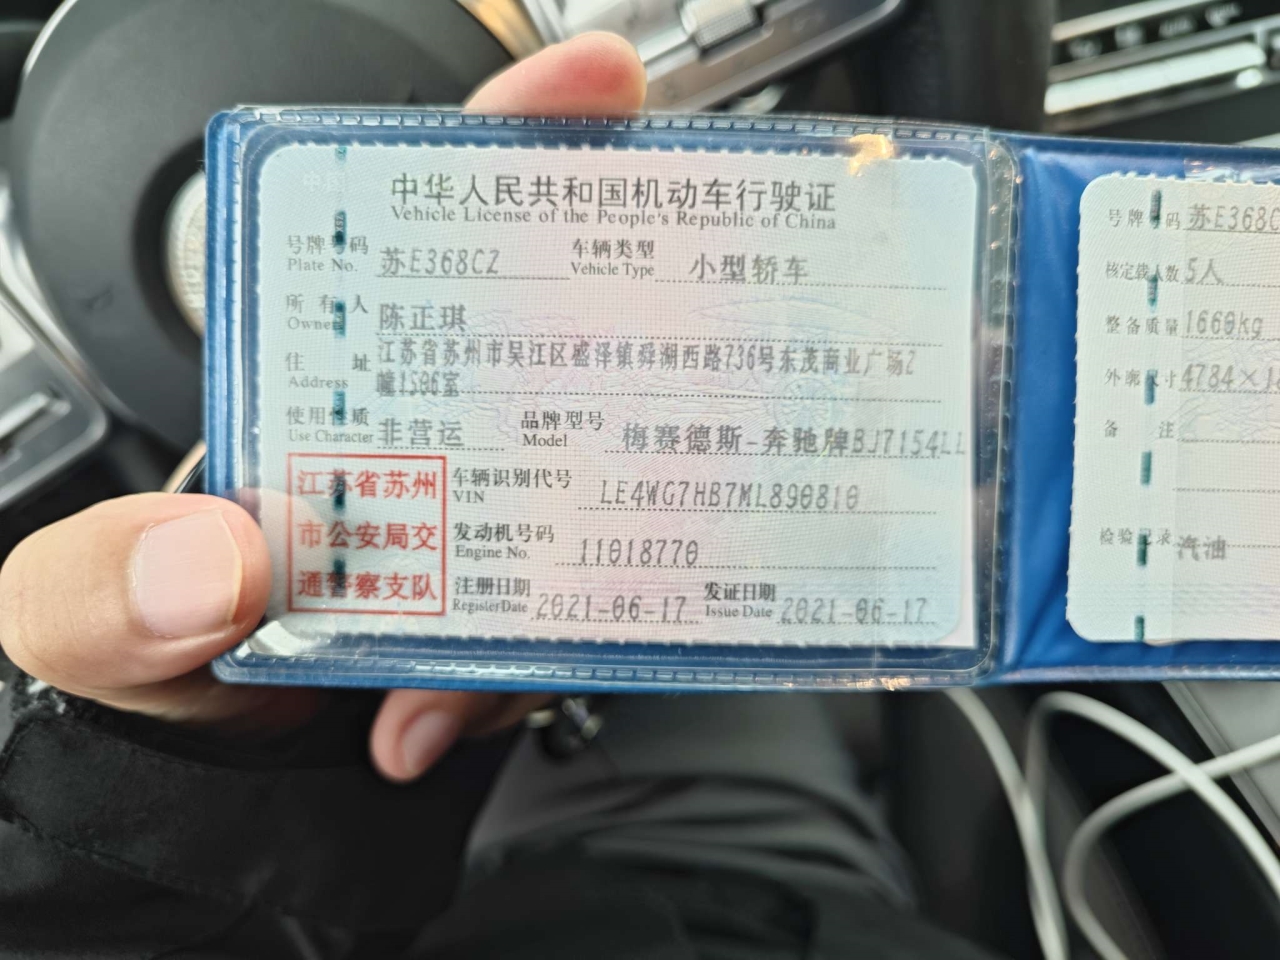 中华人民共和国机动车行驶证
Vehicle License of the People's Republic of China
号牌号码 苏E368CZ 车辆类型 小型轿车
Plate No. Vehicle Type
所有人 陈正琪
Owner
住址 江苏省苏州市吴江区盛泽镇舜湖西路736号东茂商业广场2
Address 幢1506室
使用性质 非营运 品牌型号 梅赛德斯-奔驰牌BJ7154LL
Use Character Model
江苏省苏州
市公安局交
通警察支队
车辆识别代号 LE4WG7HB7ML890810
VIN
发动机号码 11018770
Engine No.
注册日期 2021-06-17 发证日期 2021-06-17
Register Date Issue Date
号牌号码 苏E368C
核定载人数 5人
整备质量 1660kg
外廓尺寸 4784×1
备注
检验记录 汽油